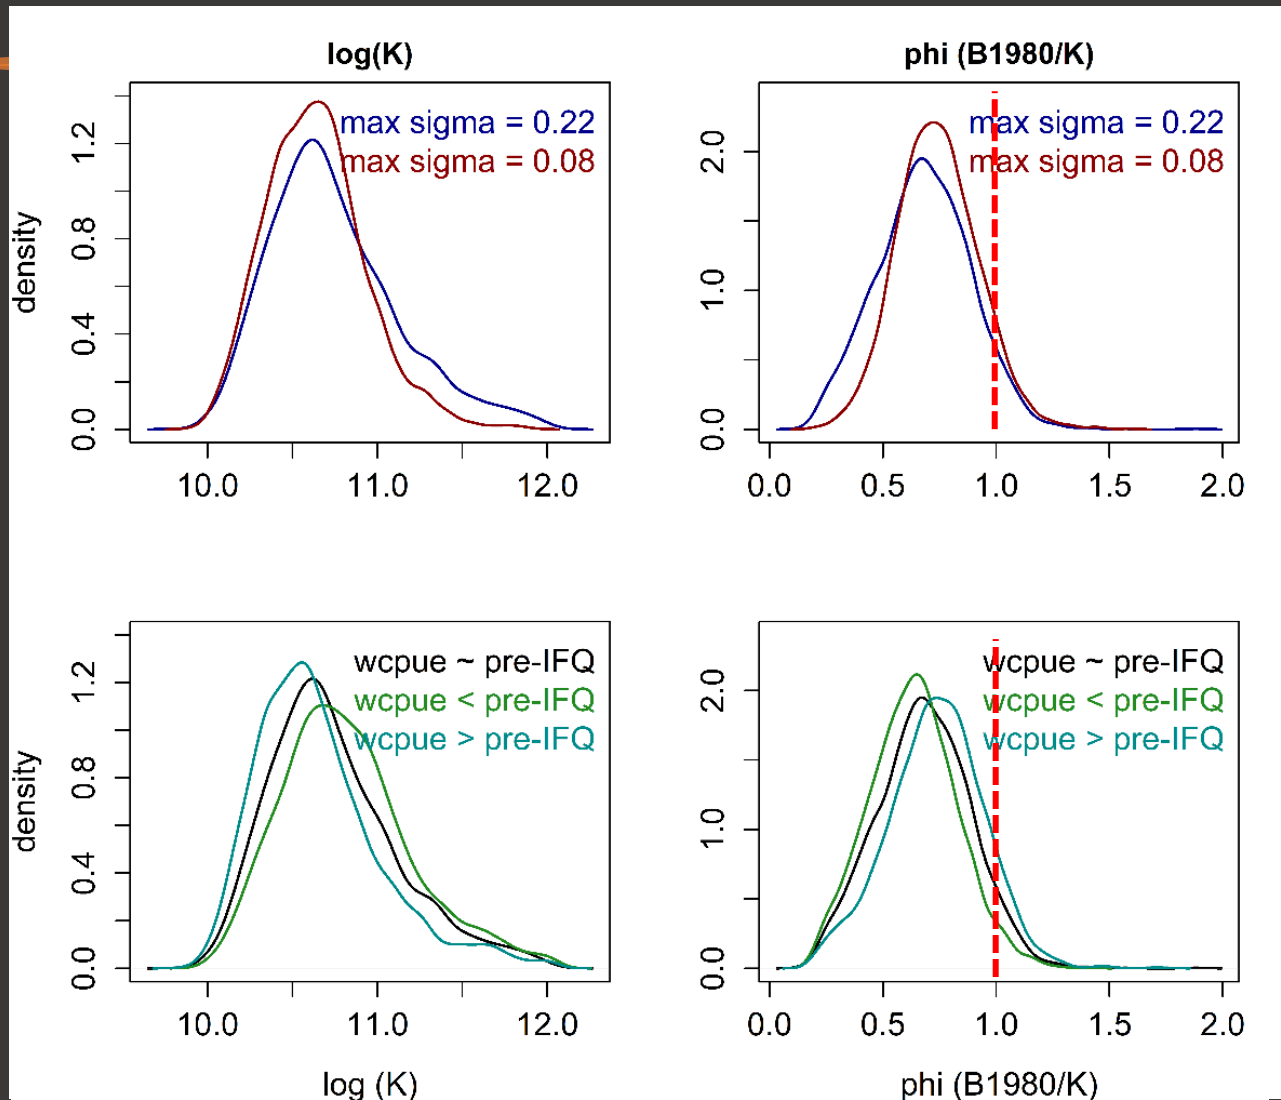 log(K)
max sigma = 0.22
max sigma = 0.08
density
0.0 0.4 0.8 1.2
10.0 11.0 12.0
phi (B1980/K)
max sigma = 0.22
max sigma = 0.08
0.0 1.0 2.0
0.0 0.5 1.0 1.5 2.0
wcpue ~ pre-IFQ
wcpue < pre-IFQ
wcpue > pre-IFQ
density
0.0 0.4 0.8 1.2
10.0 11.0 12.0
log (K)
wcpue ~ pre-IFQ
wcpue < pre-IFQ
wcpue > pre-IFQ
0.0 1.0 2.0
0.0 0.5 1.0 1.5 2.0
phi (B1980/K)